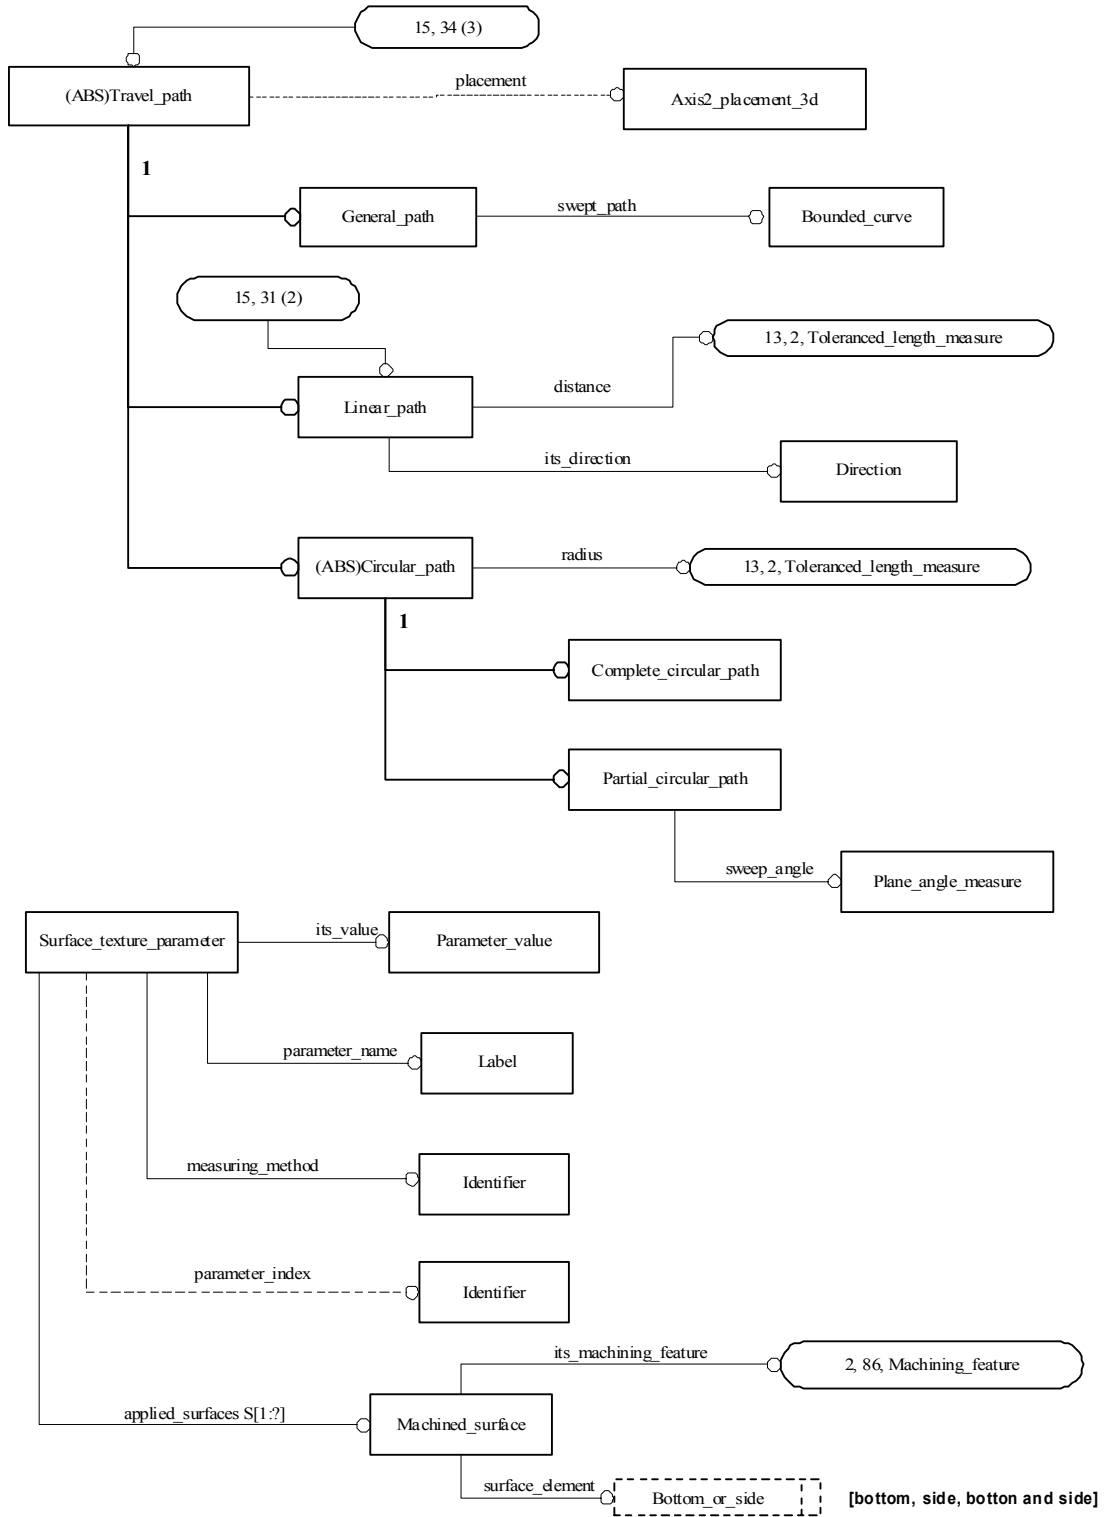 15, 34 (3)
(ABS)Travel_path
placement
Axis2_placement_3d
1
General_path
swept_path
Bounded_curve
15, 31 (2)
13, 2, Toleranced_length_measure
Linear_path
distance
its_direction
Direction
(ABS)Circular_path
radius
13, 2, Toleranced_length_measure
1
Complete_circular_path
Partial_circular_path
sweep_angle
Plane_angle_measure
Surface_texture_parameter
its_value
Parameter_value
parameter_name
Label
measuring_method
Identifier
parameter_index
Identifier
its_machining_feature
2, 86, Machining_feature
applied_surfaces S[1:?]
Machined_surface
surface_element
Bottom_or_side
[bottom, side, botton and side]